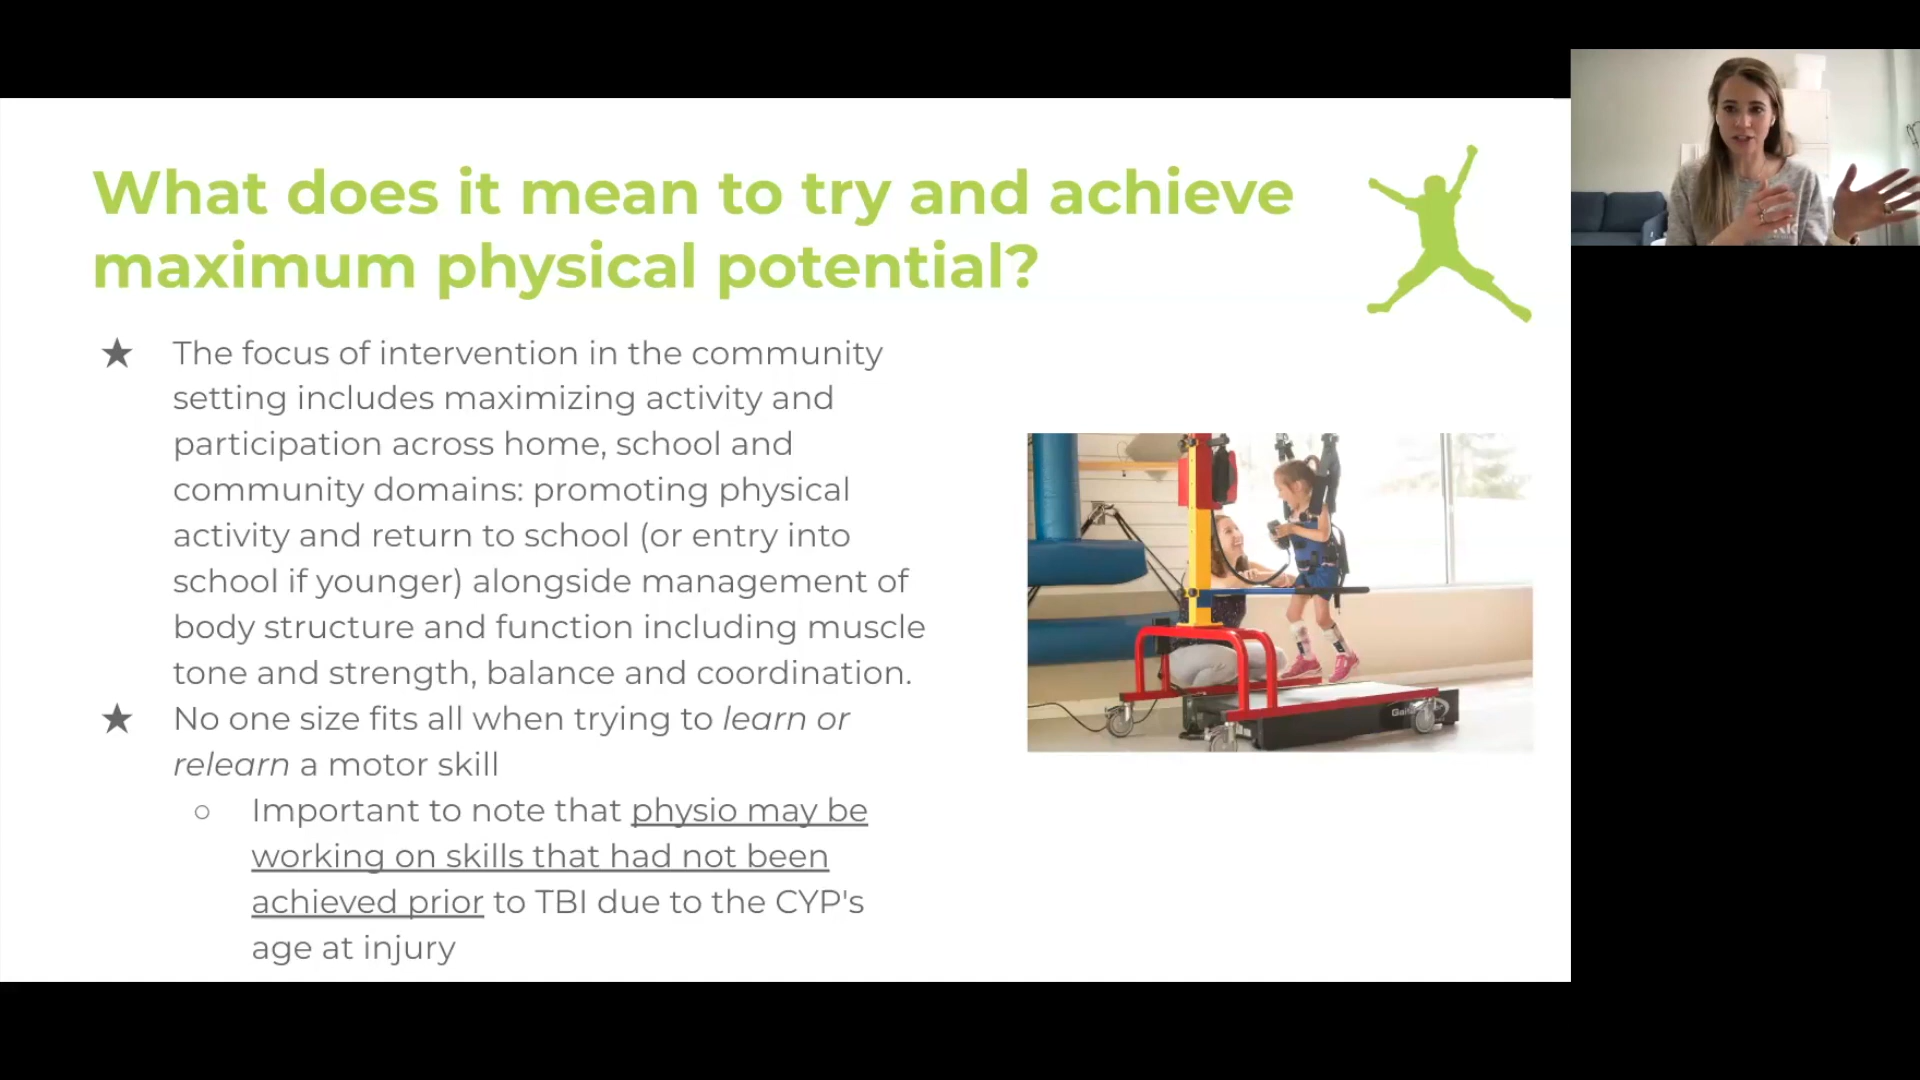 What does it mean to try and achieve
maximum physical potential?
★ The focus of intervention in the community
setting includes maximizing activity and
participation across home, school and
community domains: promoting physical
activity and return to school (or entry into
school if younger) alongside management of
body structure and function including muscle
tone and strength, balance and coordination.
★ No one size fits all when trying to learn or
relearn a motor skill
○ Important to note that physio may be
working on skills that had not been
achieved prior to TBI due to the CYP's
age at injury